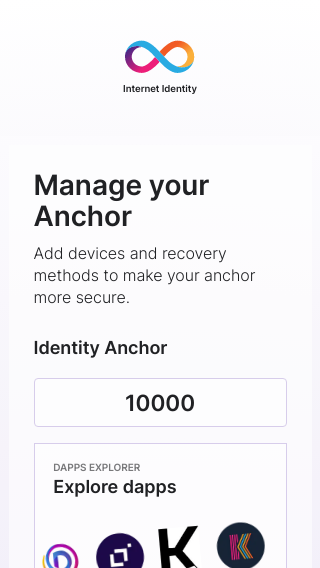 Internet Identity
Manage your
Anchor
Add devices and recovery
methods to make your anchor
more secure.
Identity Anchor
10000
DAPPS EXPLORER
Explore dapps